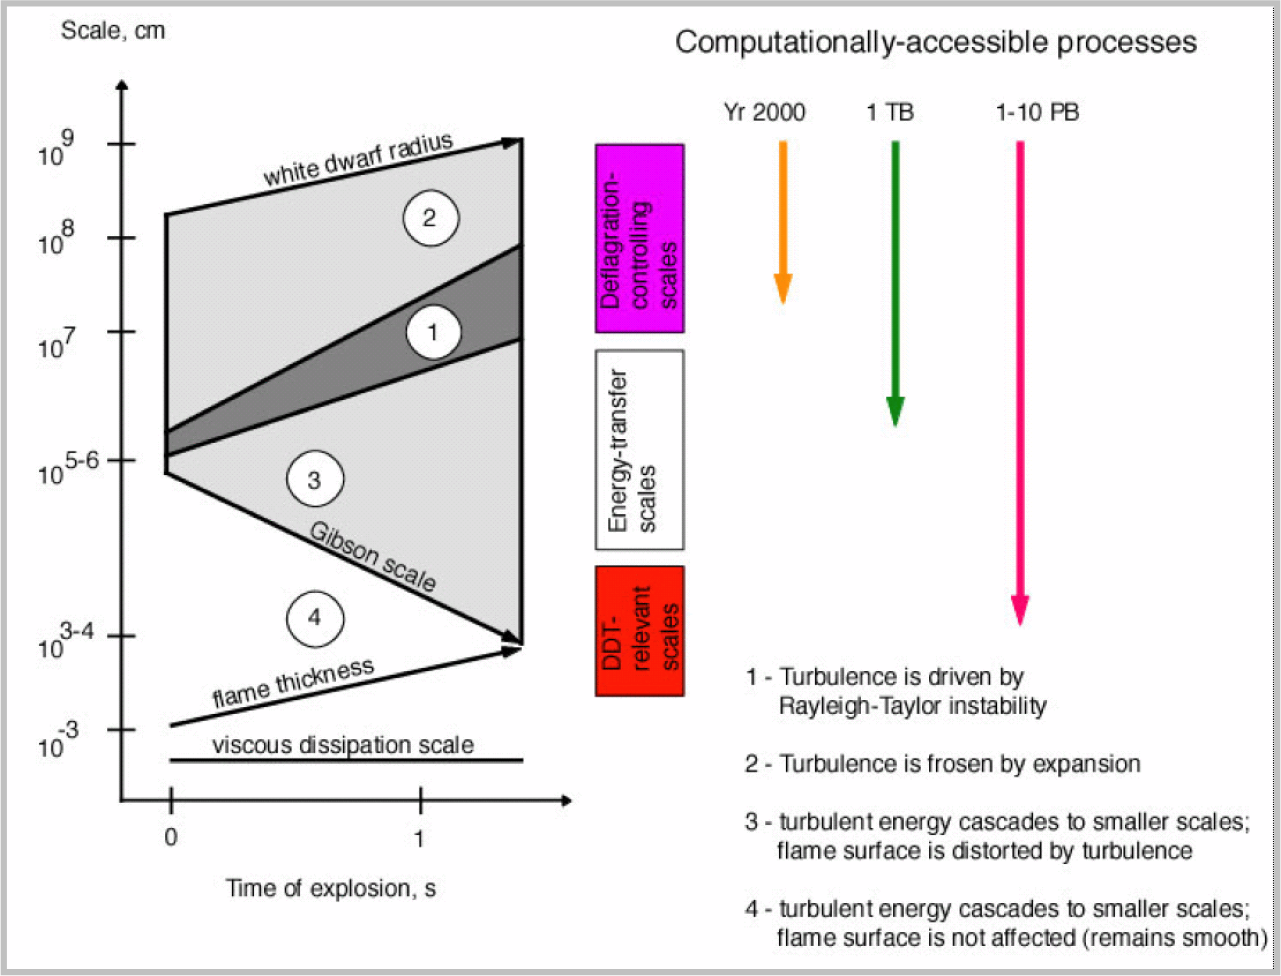 Scale, cm
Computationally-accessible processes
Yr 2000
1 TB
1-10 PB
10^9
10^8
10^7
10^5-6
10^3-4
10^-3
white dwarf radius
2
1
3
Gibson scale
4
flame thickness
viscous dissipation scale
0
1
Time of explosion, s
Deflagration-
controlling
scales
Energy-transfer
scales
DDT-
relevant
scales
1 - Turbulence is driven by
Rayleigh-Taylor instability
2 - Turbulence is frosen by expansion
3 - turbulent energy cascades to smaller scales;
flame surface is distorted by turbulence
4 - turbulent energy cascades to smaller scales;
flame surface is not affected (remains smooth)